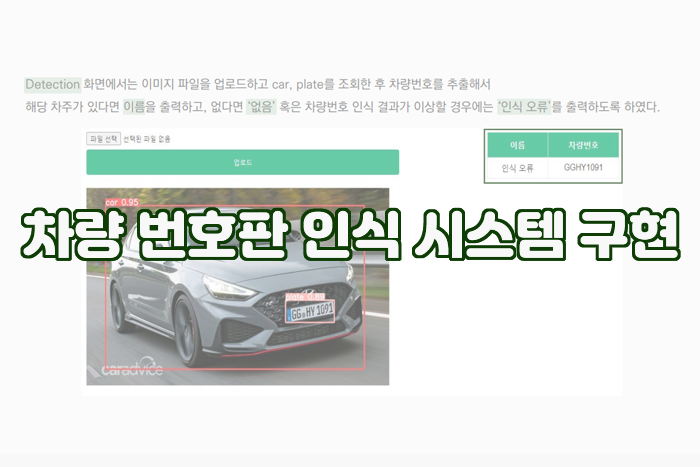 Detection 화면에서는 이미지 파일을 업로드하고 car, plate를 조회한 후 차량번호를 추출해서
해당 차주가 있다면 이름을 출력하고, 없다면 '없음' 혹은 차량번호 인식 결과가 이상할 경우에는 '인식 오류'를 출력하도록 하였다.
파일 선택 선택된 파일 없음
업로드
이름 차량번호
인식 오류 GGHY1091
car 0.95
차량 번호판 인식 시스템 구현
plate 0.89
GG HY 1091
caradvice